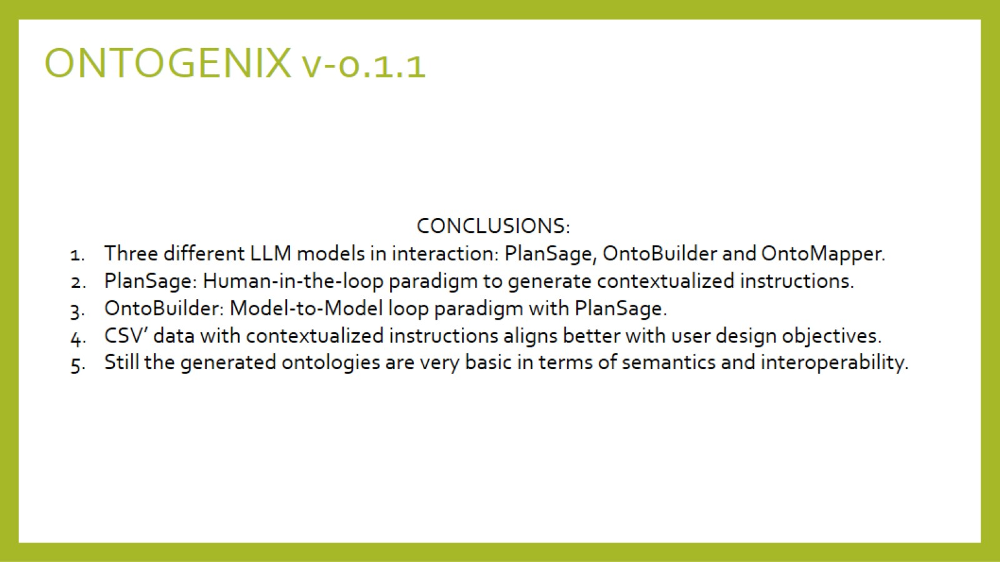 ONTOGENIX v-0.1.1
CONCLUSIONS:
1. Three different LLM models in interaction: PlanSage, OntoBuilder and OntoMapper.
2. PlanSage: Human-in-the-loop paradigm to generate contextualized instructions.
3. OntoBuilder: Model-to-Model loop paradigm with PlanSage.
4. CSV’ data with contextualized instructions aligns better with user design objectives.
5. Still the generated ontologies are very basic in terms of semantics and interoperability.